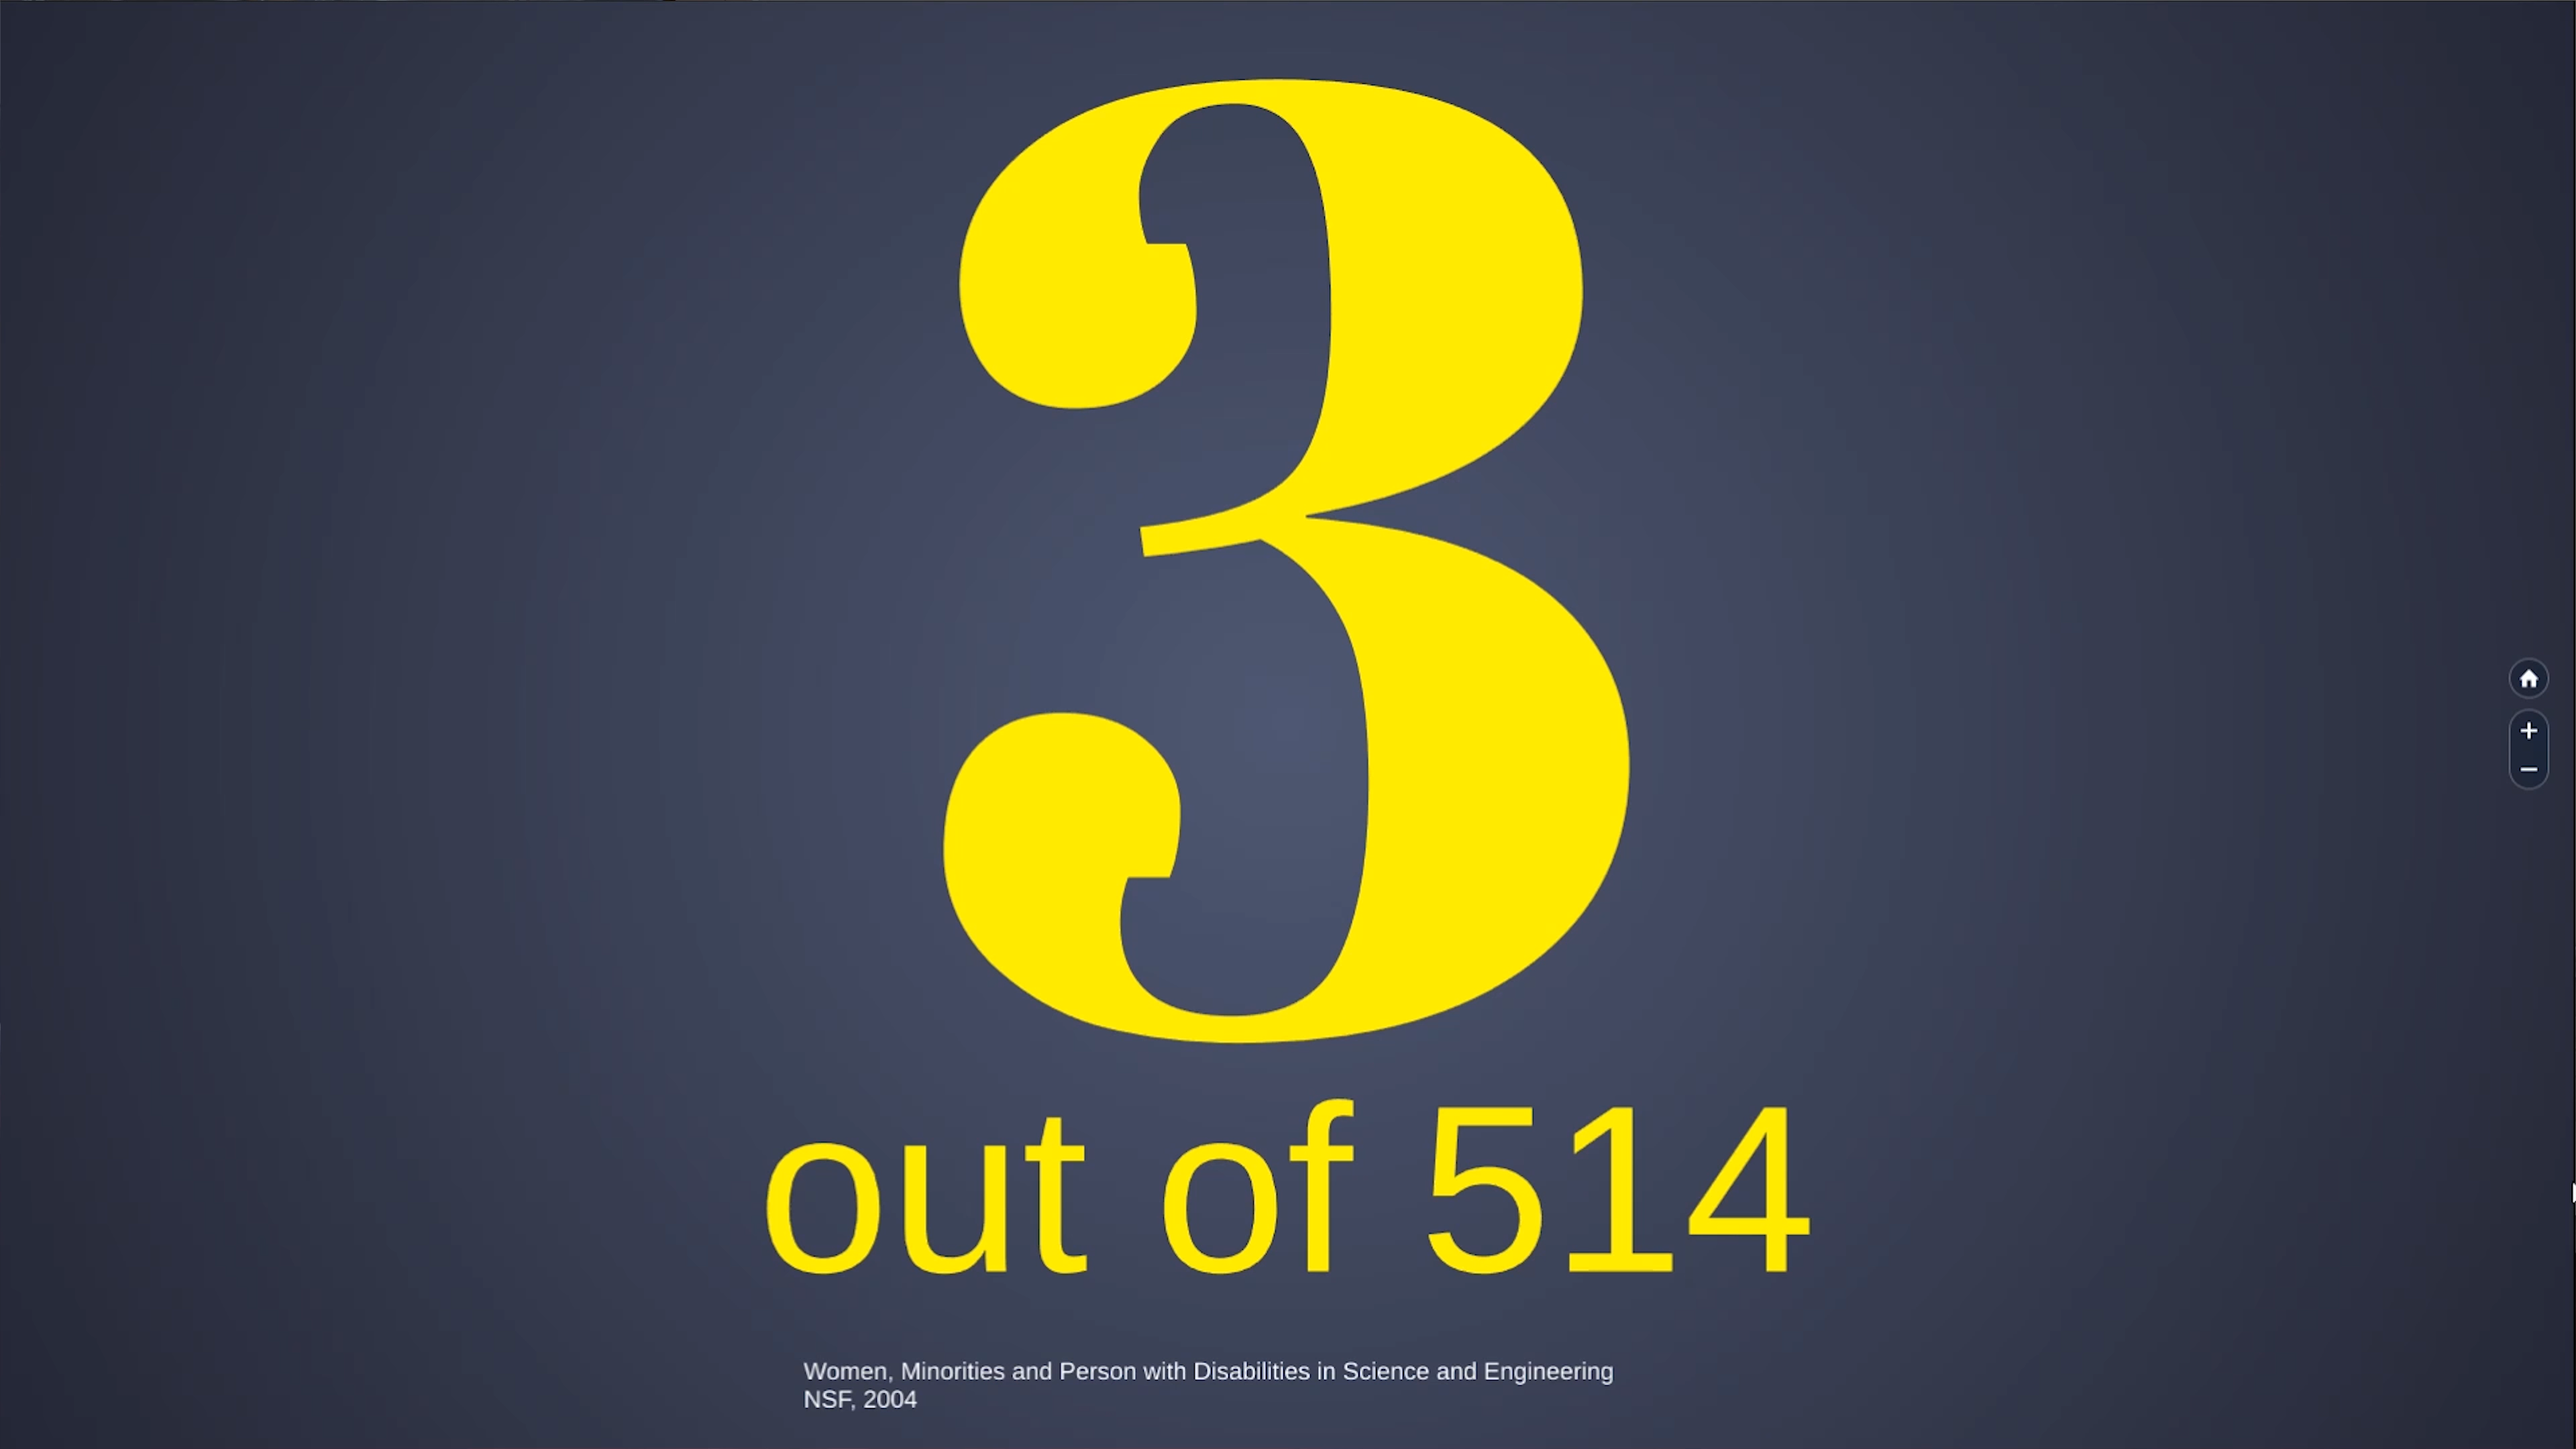 3
out of 514
Women, Minorities and Person with Disabilities in Science and Engineering
NSF, 2004